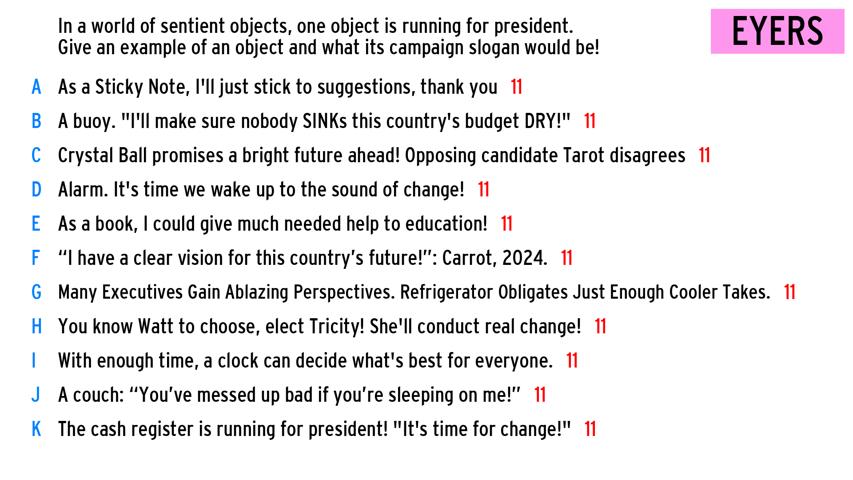 In a world of sentient objects, one object is running for president.
Give an example of an object and what its campaign slogan would be!
EYERS
A As a Sticky Note, I'll just stick to suggestions, thank you 11
B A buoy. "I'll make sure nobody SINKs this country's budget DRY!" 11
C Crystal Ball promises a bright future ahead! Opposing candidate Tarot disagrees 11
D Alarm. It's time we wake up to the sound of change! 11
E As a book, I could give much needed help to education! 11
F “I have a clear vision for this country’s future!”: Carrot, 2024. 11
G Many Executives Gain Ablazing Perspectives. Refrigerator Obligates Just Enough Cooler Takes. 11
H You know Watt to choose, elect Tricity! She'll conduct real change! 11
I With enough time, a clock can decide what's best for everyone. 11
J A couch: “You’ve messed up bad if you’re sleeping on me!” 11
K The cash register is running for president! "It's time for change!" 11